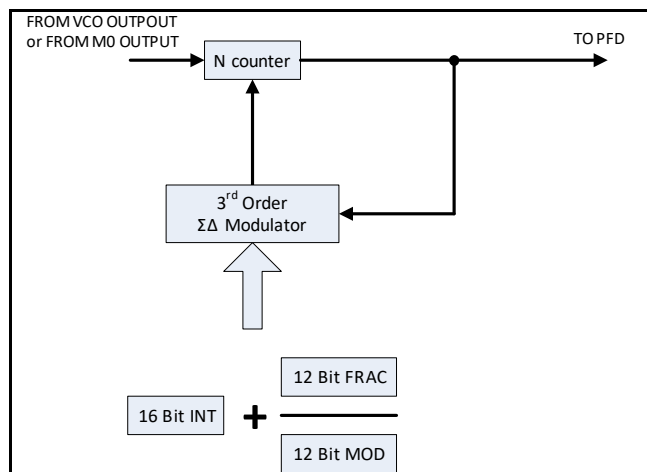 FROM VCO OUTPOUT
or FROM M0 OUTPUT
TO PFD
N counter
3rd Order
ΣΔ Modulator
12 Bit FRAC
16 Bit INT +
12 Bit MOD